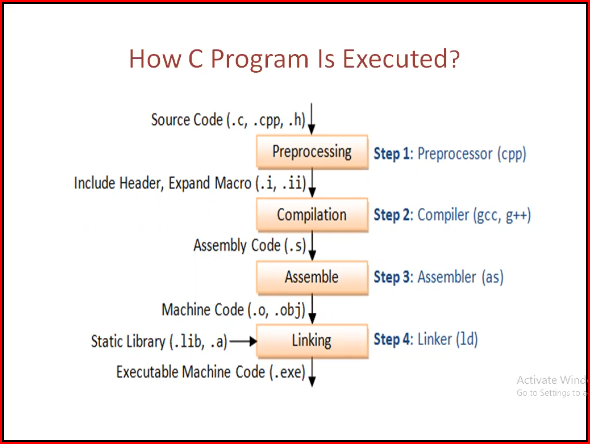 How C Program Is Executed?
Source Code (.c, .cpp, .h)
Preprocessing
Step 1: Preprocessor (cpp)
Include Header, Expand Macro (.i, .ii)
Compilation
Step 2: Compiler (gcc, g++)
Assembly Code (.s)
Assemble
Step 3: Assembler (as)
Machine Code (.o, .obj)
Static Library (.lib, .a)
Linking
Step 4: Linker (ld)
Executable Machine Code (.exe)
Activate Wind
Go to Settings to a